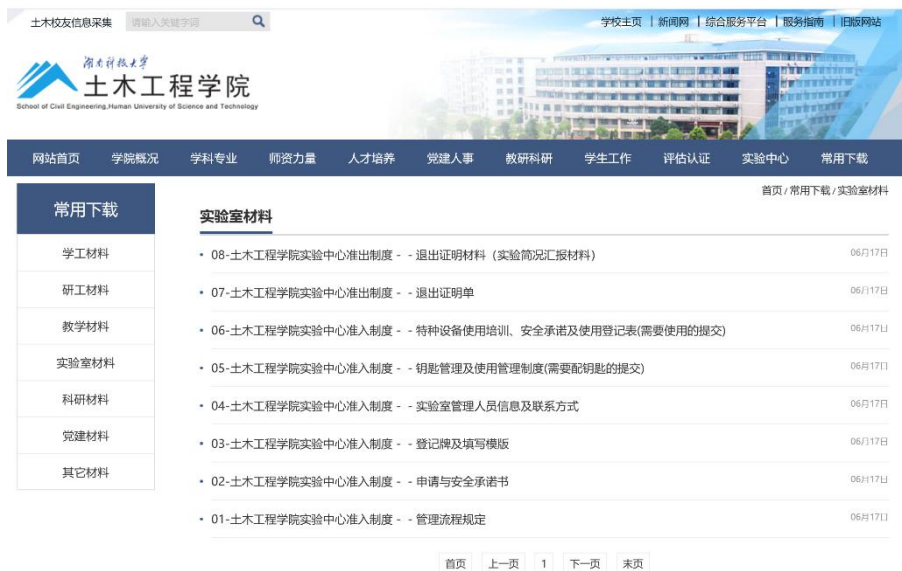 土木校友信息采集 请输入关键字词 学校主页 | 新闻网 | 综合服务平台 | 服务指南 | 旧版网站
湖南科技大学
土木工程学院
School of Civil Engineering,Hunan University of Science and Technology
网站首页 学院概况 学科专业 师资力量 人才培养 党建人事 教研科研 学生工作 评估认证 实验中心 常用下载
首页 / 常用下载 / 实验室材料
常用下载
学工材料
研工材料
教学材料
实验室材料
科研材料
党建材料
其它材料
实验室材料
• 08-土木工程学院实验中心准出制度 - - 退出证明材料（实验简况汇报材料） 06月17日
• 07-土木工程学院实验中心准出制度 - - 退出证明单 06月17日
• 06-土木工程学院实验中心准入制度 - - 特种设备使用培训、安全承诺及使用登记表(需要使用的提交) 06月17日
• 05-土木工程学院实验中心准入制度 - - 钥匙管理及使用管理制度(需要配钥匙的提交) 06月17日
• 04-土木工程学院实验中心准入制度 - - 实验室管理人员信息及联系方式 06月17日
• 03-土木工程学院实验中心准入制度 - - 登记牌及填写模版 06月17日
• 02-土木工程学院实验中心准入制度 - - 申请与安全承诺书 06月17日
• 01-土木工程学院实验中心准入制度 - - 管理流程规定 06月17日
首页 上一页 1 下一页 末页